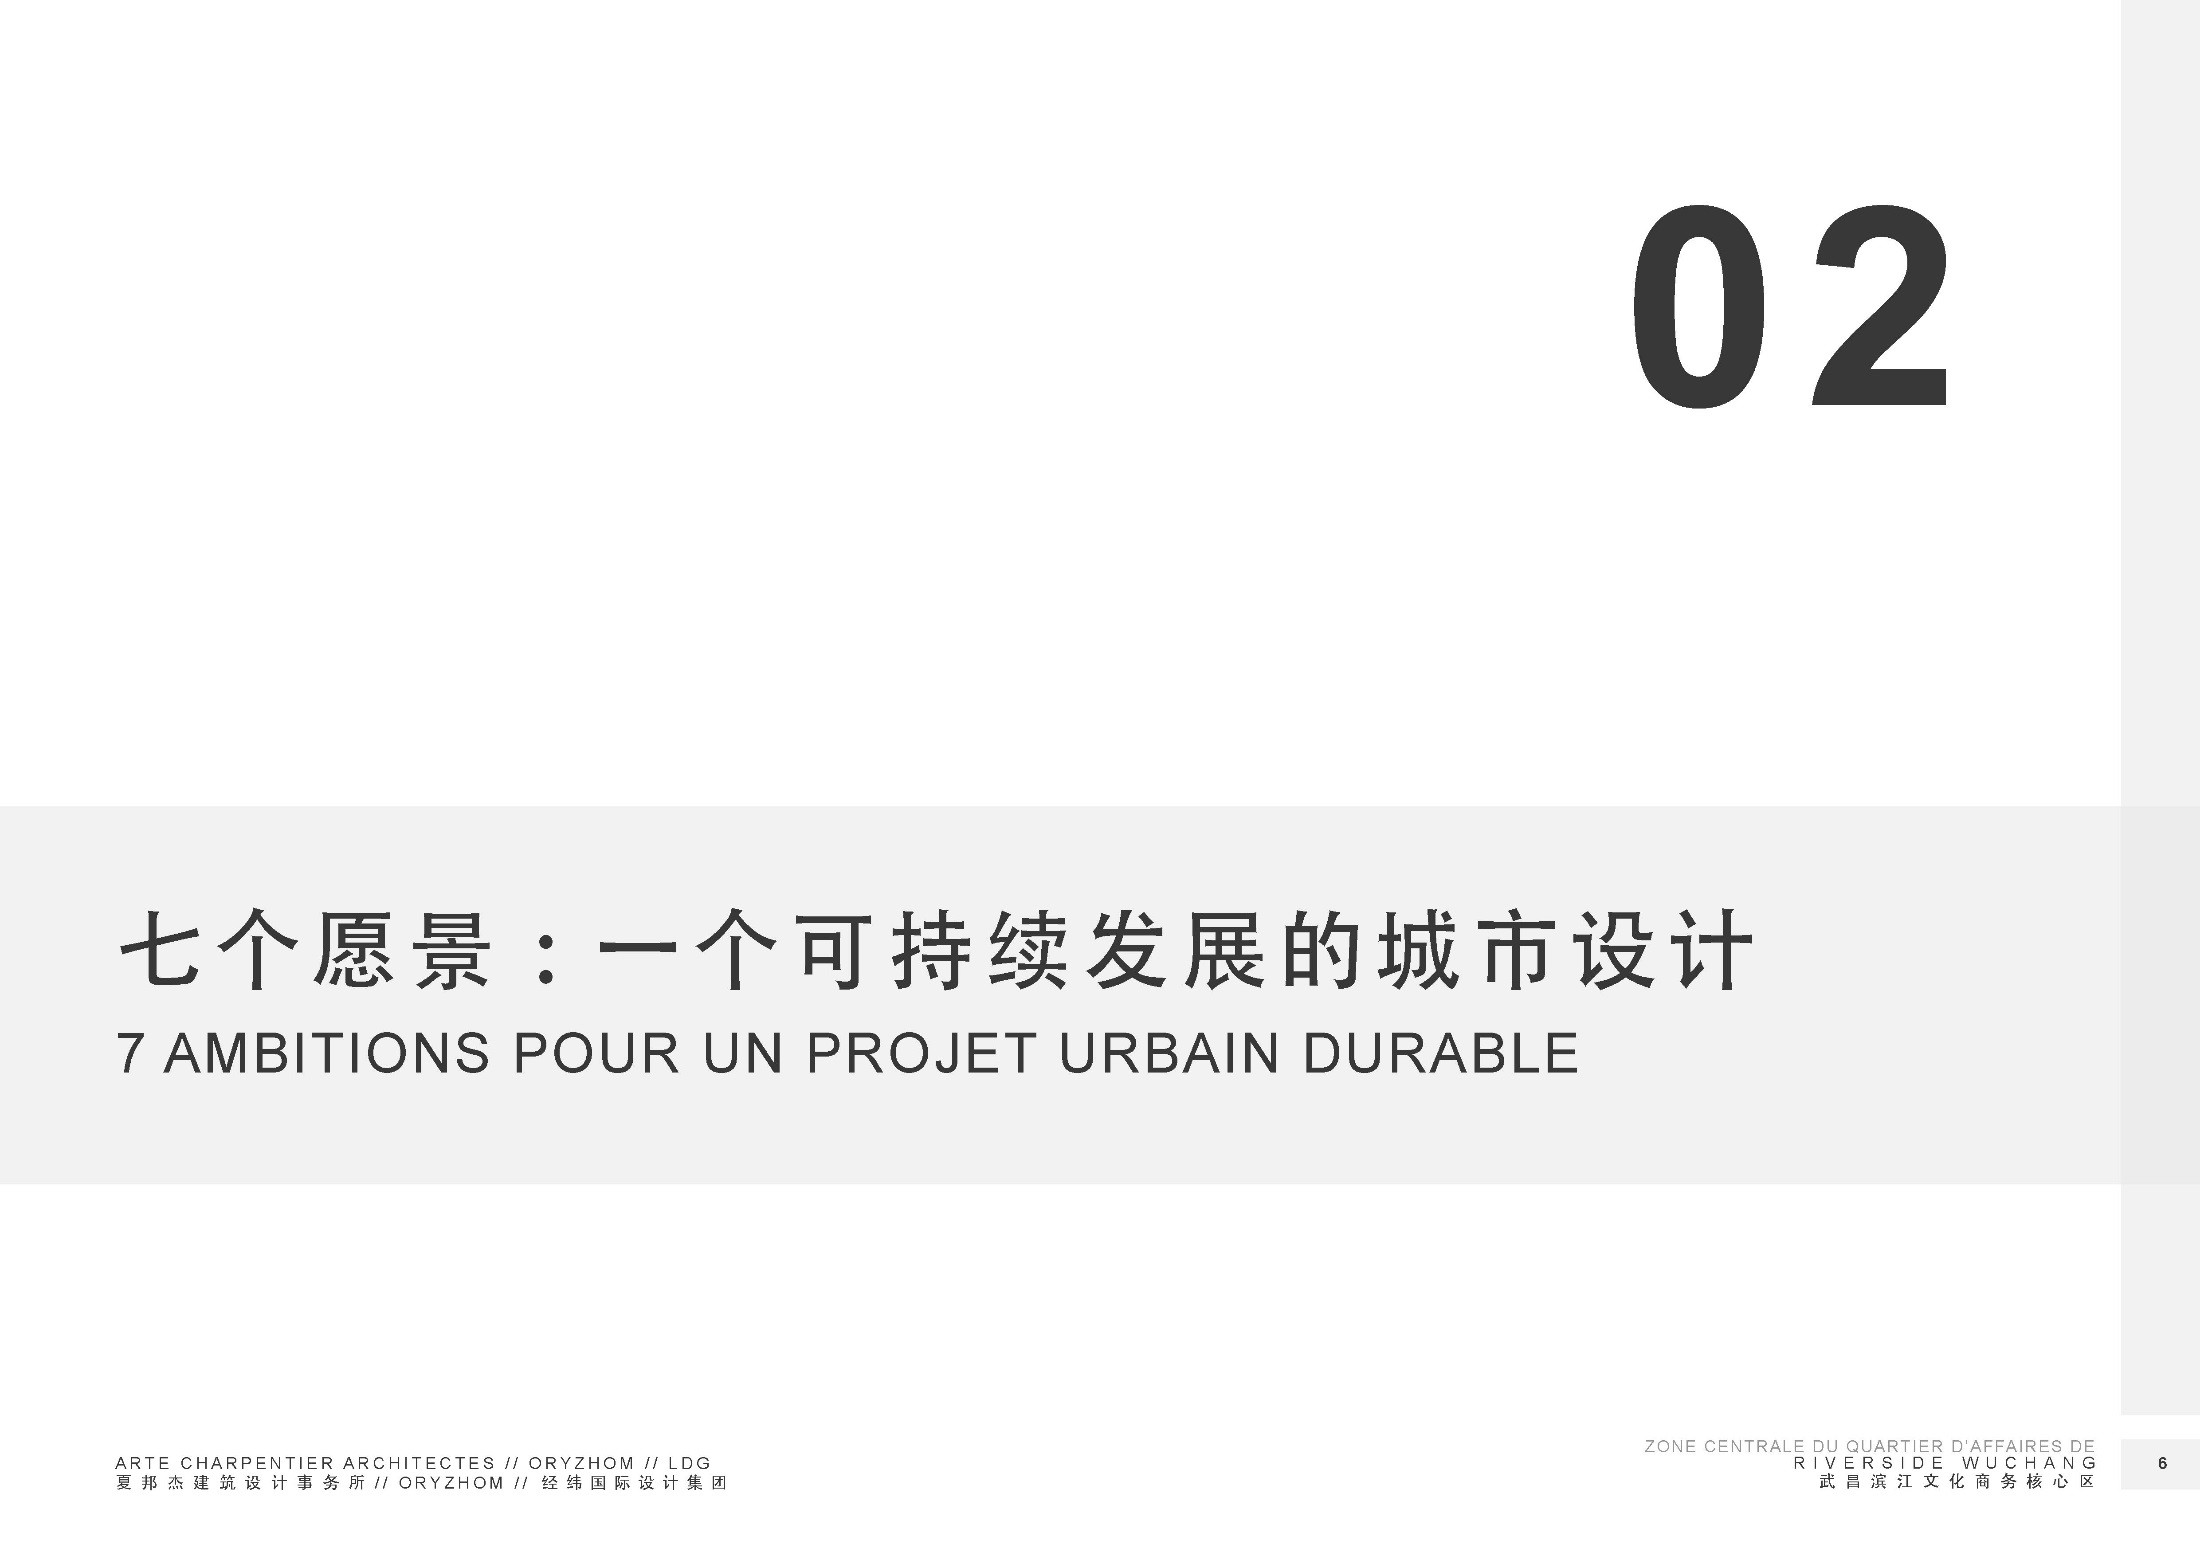 02
七个愿景：一个可持续发展的城市设计
7 AMBITIONS POUR UN PROJET URBAIN DURABLE
ARTE CHARPENTIER ARCHITECTES // ORYZHOM // LDG
夏邦杰建筑设计事务所 // ORYZHOM // 经纬国际设计集团
ZONE CENTRALE DU QUARTIER D'AFFAIRES DE
RIVERSIDE WUCHANG
武昌滨江文化商务核心区
6